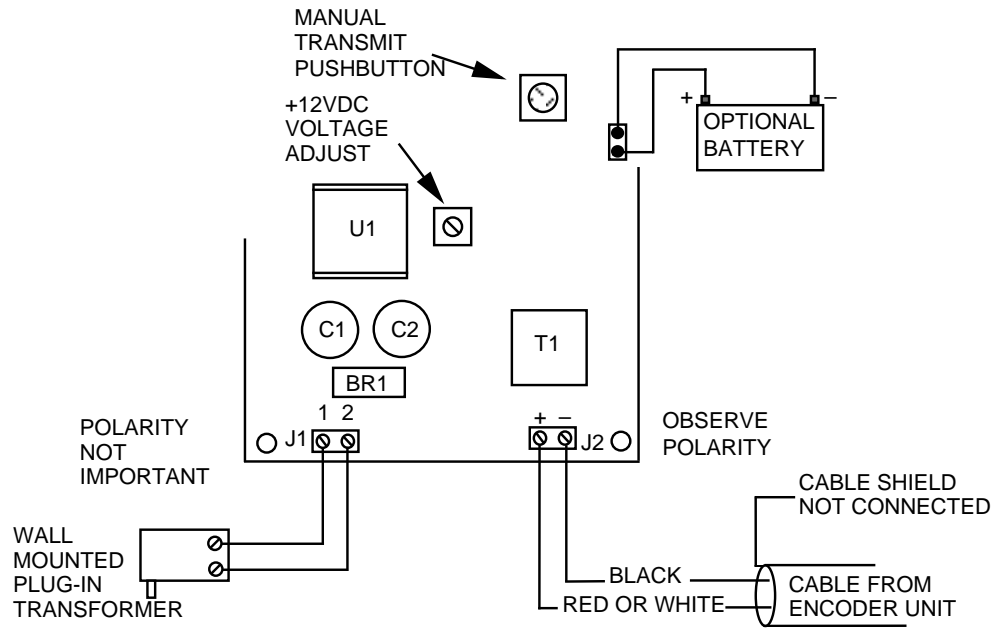 MANUAL
TRANSMIT
PUSHBUTTON
+12VDC
VOLTAGE
ADJUST
+ –
OPTIONAL
BATTERY
U1
C1 C2
T1
BR1
1 2
J1
+ –
J2
POLARITY
NOT
IMPORTANT
OBSERVE
POLARITY
CABLE SHIELD
NOT CONNECTED
WALL
MOUNTED
PLUG-IN
TRANSFORMER
BLACK
RED OR WHITE
CABLE FROM
ENCODER UNIT